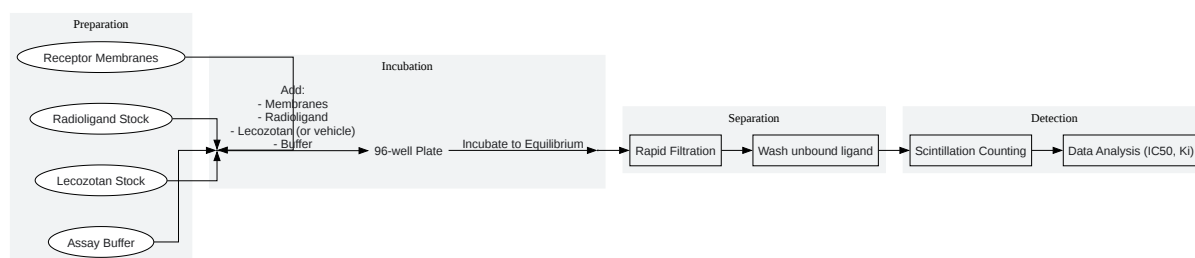 Preparation
Receptor Membranes
Radioligand Stock
Lecozotan Stock
Assay Buffer
Incubation
Add:
- Membranes
- Radioligand
- Lecozotan (or vehicle)
- Buffer
96-well Plate
Incubate to Equilibrium
Separation
Rapid Filtration
Wash unbound ligand
Detection
Scintillation Counting
Data Analysis (IC50, Ki)